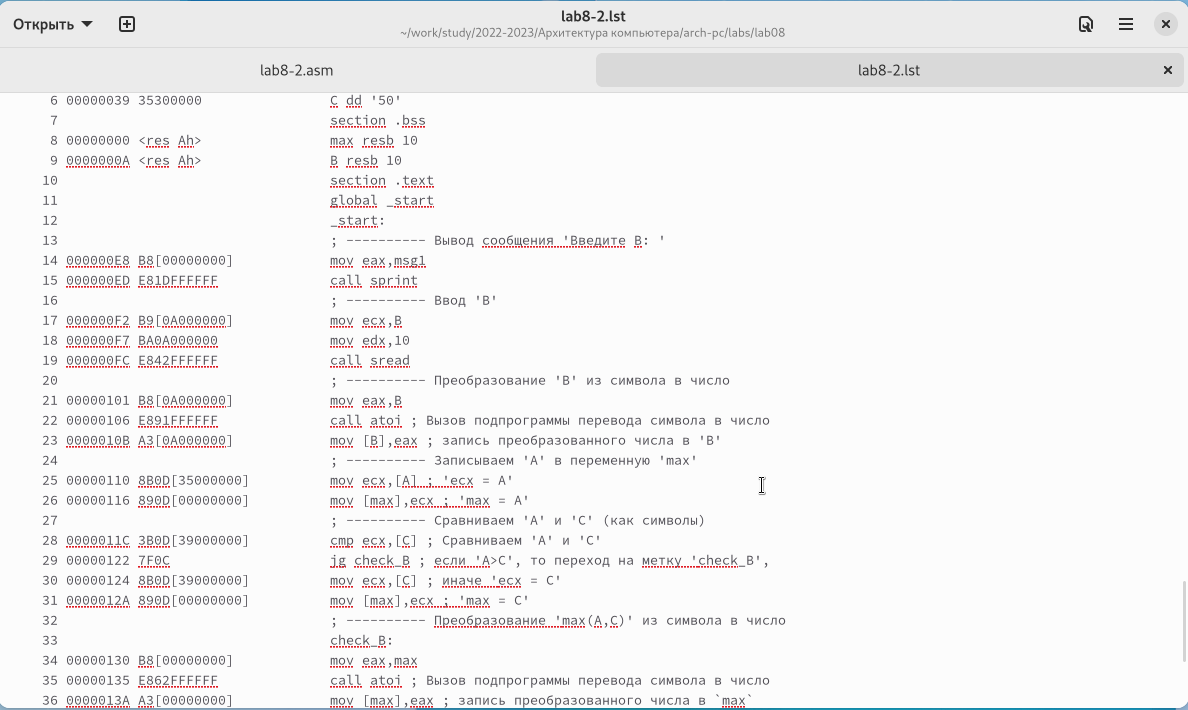 Открыть
lab8-2.lst
~/work/study/2022-2023/Архитектура компьютера/arch-pc/labs/lab08
lab8-2.asm
lab8-2.lst
6 00000039 35300000 C dd '50'
7 section .bss
8 00000000 <res Ah> max resb 10
9 0000000A <res Ah> B resb 10
10 section .text
11 global _start
12 _start:
13 ; ---------- Вывод сообщения 'Введите B: '
14 000000E8 B8[00000000] mov eax,msg1
15 000000ED E81DFFFFFF call sprint
16 ; ---------- Ввод 'B'
17 000000F2 B9[0A000000] mov ecx,B
18 000000F7 BA0A000000 mov edx,10
19 000000FC E842FFFFFF call sread
20 ; ---------- Преобразование 'B' из символа в число
21 00000101 B8[0A000000] mov eax,B
22 00000106 E891FFFFFF call atoi ; Вызов подпрограммы перевода символа в число
23 0000010B A3[0A000000] mov [B],eax ; запись преобразованного числа в 'B'
24 ; ---------- Записываем 'A' в переменную 'max'
25 00000110 8B0D[35000000] mov ecx,[A] ; 'ecx = A'
26 00000116 890D[00000000] mov [max],ecx ; 'max = A'
27 ; ---------- Сравниваем 'A' и 'C' (как символы)
28 0000011C 3B0D[39000000] cmp ecx,[C] ; Сравниваем 'A' и 'C'
29 00000122 7F0C jg check_B ; если 'A>C', то переход на метку 'check_B',
30 00000124 8B0D[39000000] mov ecx,[C] ; иначе 'ecx = C'
31 0000012A 890D[00000000] mov [max],ecx ; 'max = C'
32 ; ---------- Преобразование 'max(A,C)' из символа в число
33 check_B:
34 00000130 B8[00000000] mov eax,max
35 00000135 E862FFFFFF call atoi ; Вызов подпрограммы перевода символа в число
36 0000013A A3[00000000] mov [max],eax ; запись преобразованного числа в `max`